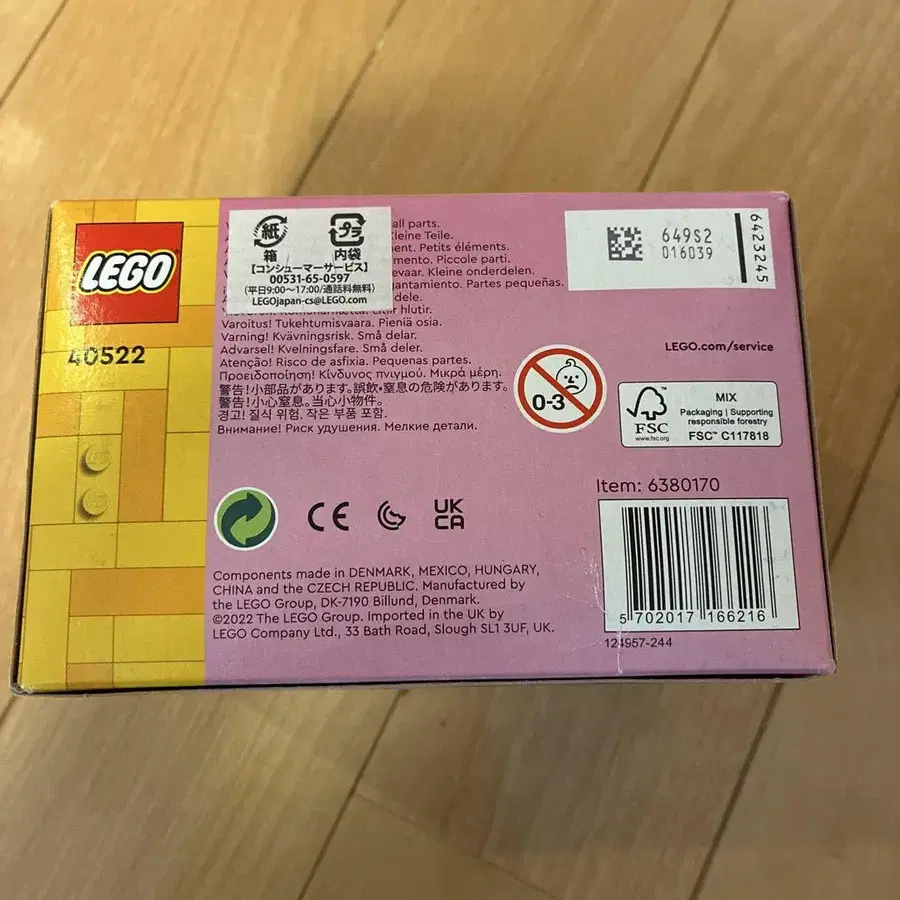 LEGO
40522
紙
箱
プラ
内袋
【コンシューマーサービス】
00531-65-0597
(平日9:00〜17:00/通話料無料)
LEGOjapan-cs@LEGO.com
all parts.
Kleine Teile.
Petits éléments.
Piccole parti.
Kleine onderdelen.
Partes pequeñas.
dele.
hlutir.
Varoitus! Tukehtumisvaara. Pieniä osia.
Varning! Kvävningsrisk. Små delar.
Advarsel! Kvelningsfare. Små deler.
Atenção! Risco de asfixia. Pequenas partes.
Προειδοποίηση! Κίνδυνος πνιγμού. Μικρά μέρη.
警告!小部品があります。誤飲・窒息の危険があります。
警告!小心窒息。当心小物件。
경고! 질식 위험. 작은 부품 포함.
Внимание! Риск удушения. Мелкие детали.
0-3
649S2
016039
6423245
LEGO.com/service
FSC
www.fsc.org
MIX
Packaging | Supporting
responsible forestry
FSC™ C117818
Item: 6380170
5 702017 166216
124957-244
CE
UK
CA
Components made in DENMARK, MEXICO, HUNGARY,
CHINA and the CZECH REPUBLIC. Manufactured by
the LEGO Group, DK-7190 Billund, Denmark.
©2022 The LEGO Group. Imported in the UK by
LEGO Company Ltd., 33 Bath Road, Slough SL1 3UF, UK.